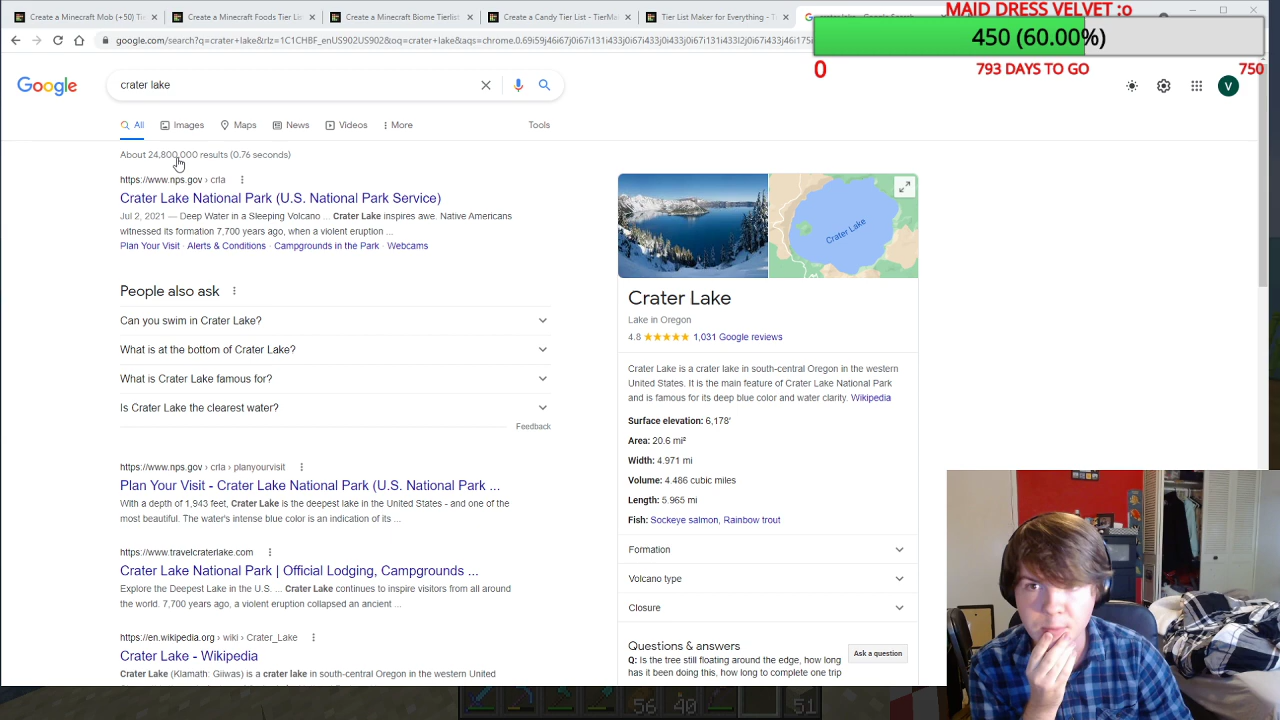 Create a Minecraft Mob (+50) Ti
Create a Minecraft Foods Tier Lis
Create a Minecraft Biome Tierlist
Create a Candy Tier List - TierMa
Tier List Maker for Everything - T
MAID DRESS VELVET :o
450 (60.00%)
0
793 DAYS TO GO
750
Google
crater lake
V
All
Images
Maps
News
Videos
More
Tools
About 24,800,000 results (0.76 seconds)
https://www.nps.gov › crla
Crater Lake National Park (U.S. National Park Service)
Jul 2, 2021 — Deep Water in a Sleeping Volcano ... Crater Lake inspires awe. Native Americans
witnessed its formation 7,700 years ago, when a violent eruption ...
Plan Your Visit · Alerts & Conditions · Campgrounds in the Park · Webcams
People also ask
Can you swim in Crater Lake?
What is at the bottom of Crater Lake?
What is Crater Lake famous for?
Is Crater Lake the clearest water?
Feedback
https://www.nps.gov › crla › planyourvisit
Plan Your Visit - Crater Lake National Park (U.S. National Park ...
With a depth of 1,943 feet, Crater Lake is the deepest lake in the United States - and one of the
most beautiful. The water's intense blue color is an indication of its ...
https://www.travelcraterlake.com
Crater Lake National Park | Official Lodging, Campgrounds ...
Explore the Deepest Lake in the U.S. ... Crater Lake continues to inspire visitors from all around
the world. 7,700 years ago, a violent eruption collapsed an ancient ...
https://en.wikipedia.org › wiki › Crater_Lake
Crater Lake - Wikipedia
Crater Lake (Klamath: Giiwas) is a crater lake in south-central Oregon in the western United
Crater Lake
Crater Lake
Lake in Oregon
4.8 ★★★★★ 1,031 Google reviews
Crater Lake is a crater lake in south-central Oregon in the western
United States. It is the main feature of Crater Lake National Park
and is famous for its deep blue color and water clarity. Wikipedia
Surface elevation: 6,178′
Area: 20.6 mi²
Width: 4.971 mi
Volume: 4.486 cubic miles
Length: 5.965 mi
Fish: Sockeye salmon, Rainbow trout
Formation
Volcano type
Closure
Questions & answers
Ask a question
Q: Is the tree still floating around the edge, how long
has it been doing this, how long to complete one trip
56 40 51